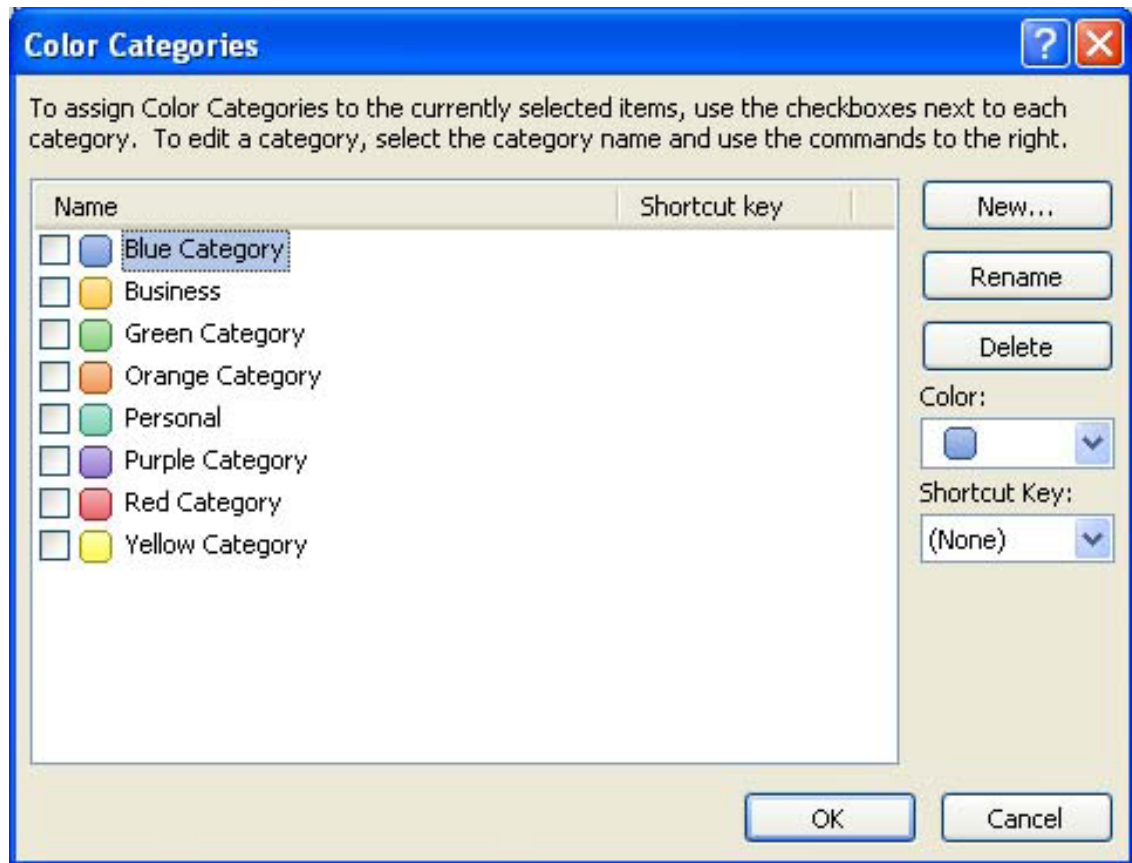 Color Categories
To assign Color Categories to the currently selected items, use the checkboxes next to each
category. To edit a category, select the category name and use the commands to the right.
Name Shortcut key
New...
Blue Category
Business
Rename
Green Category
Delete
Orange Category
Color:
Personal
Purple Category
Shortcut Key:
Red Category
(None)
Yellow Category
OK Cancel